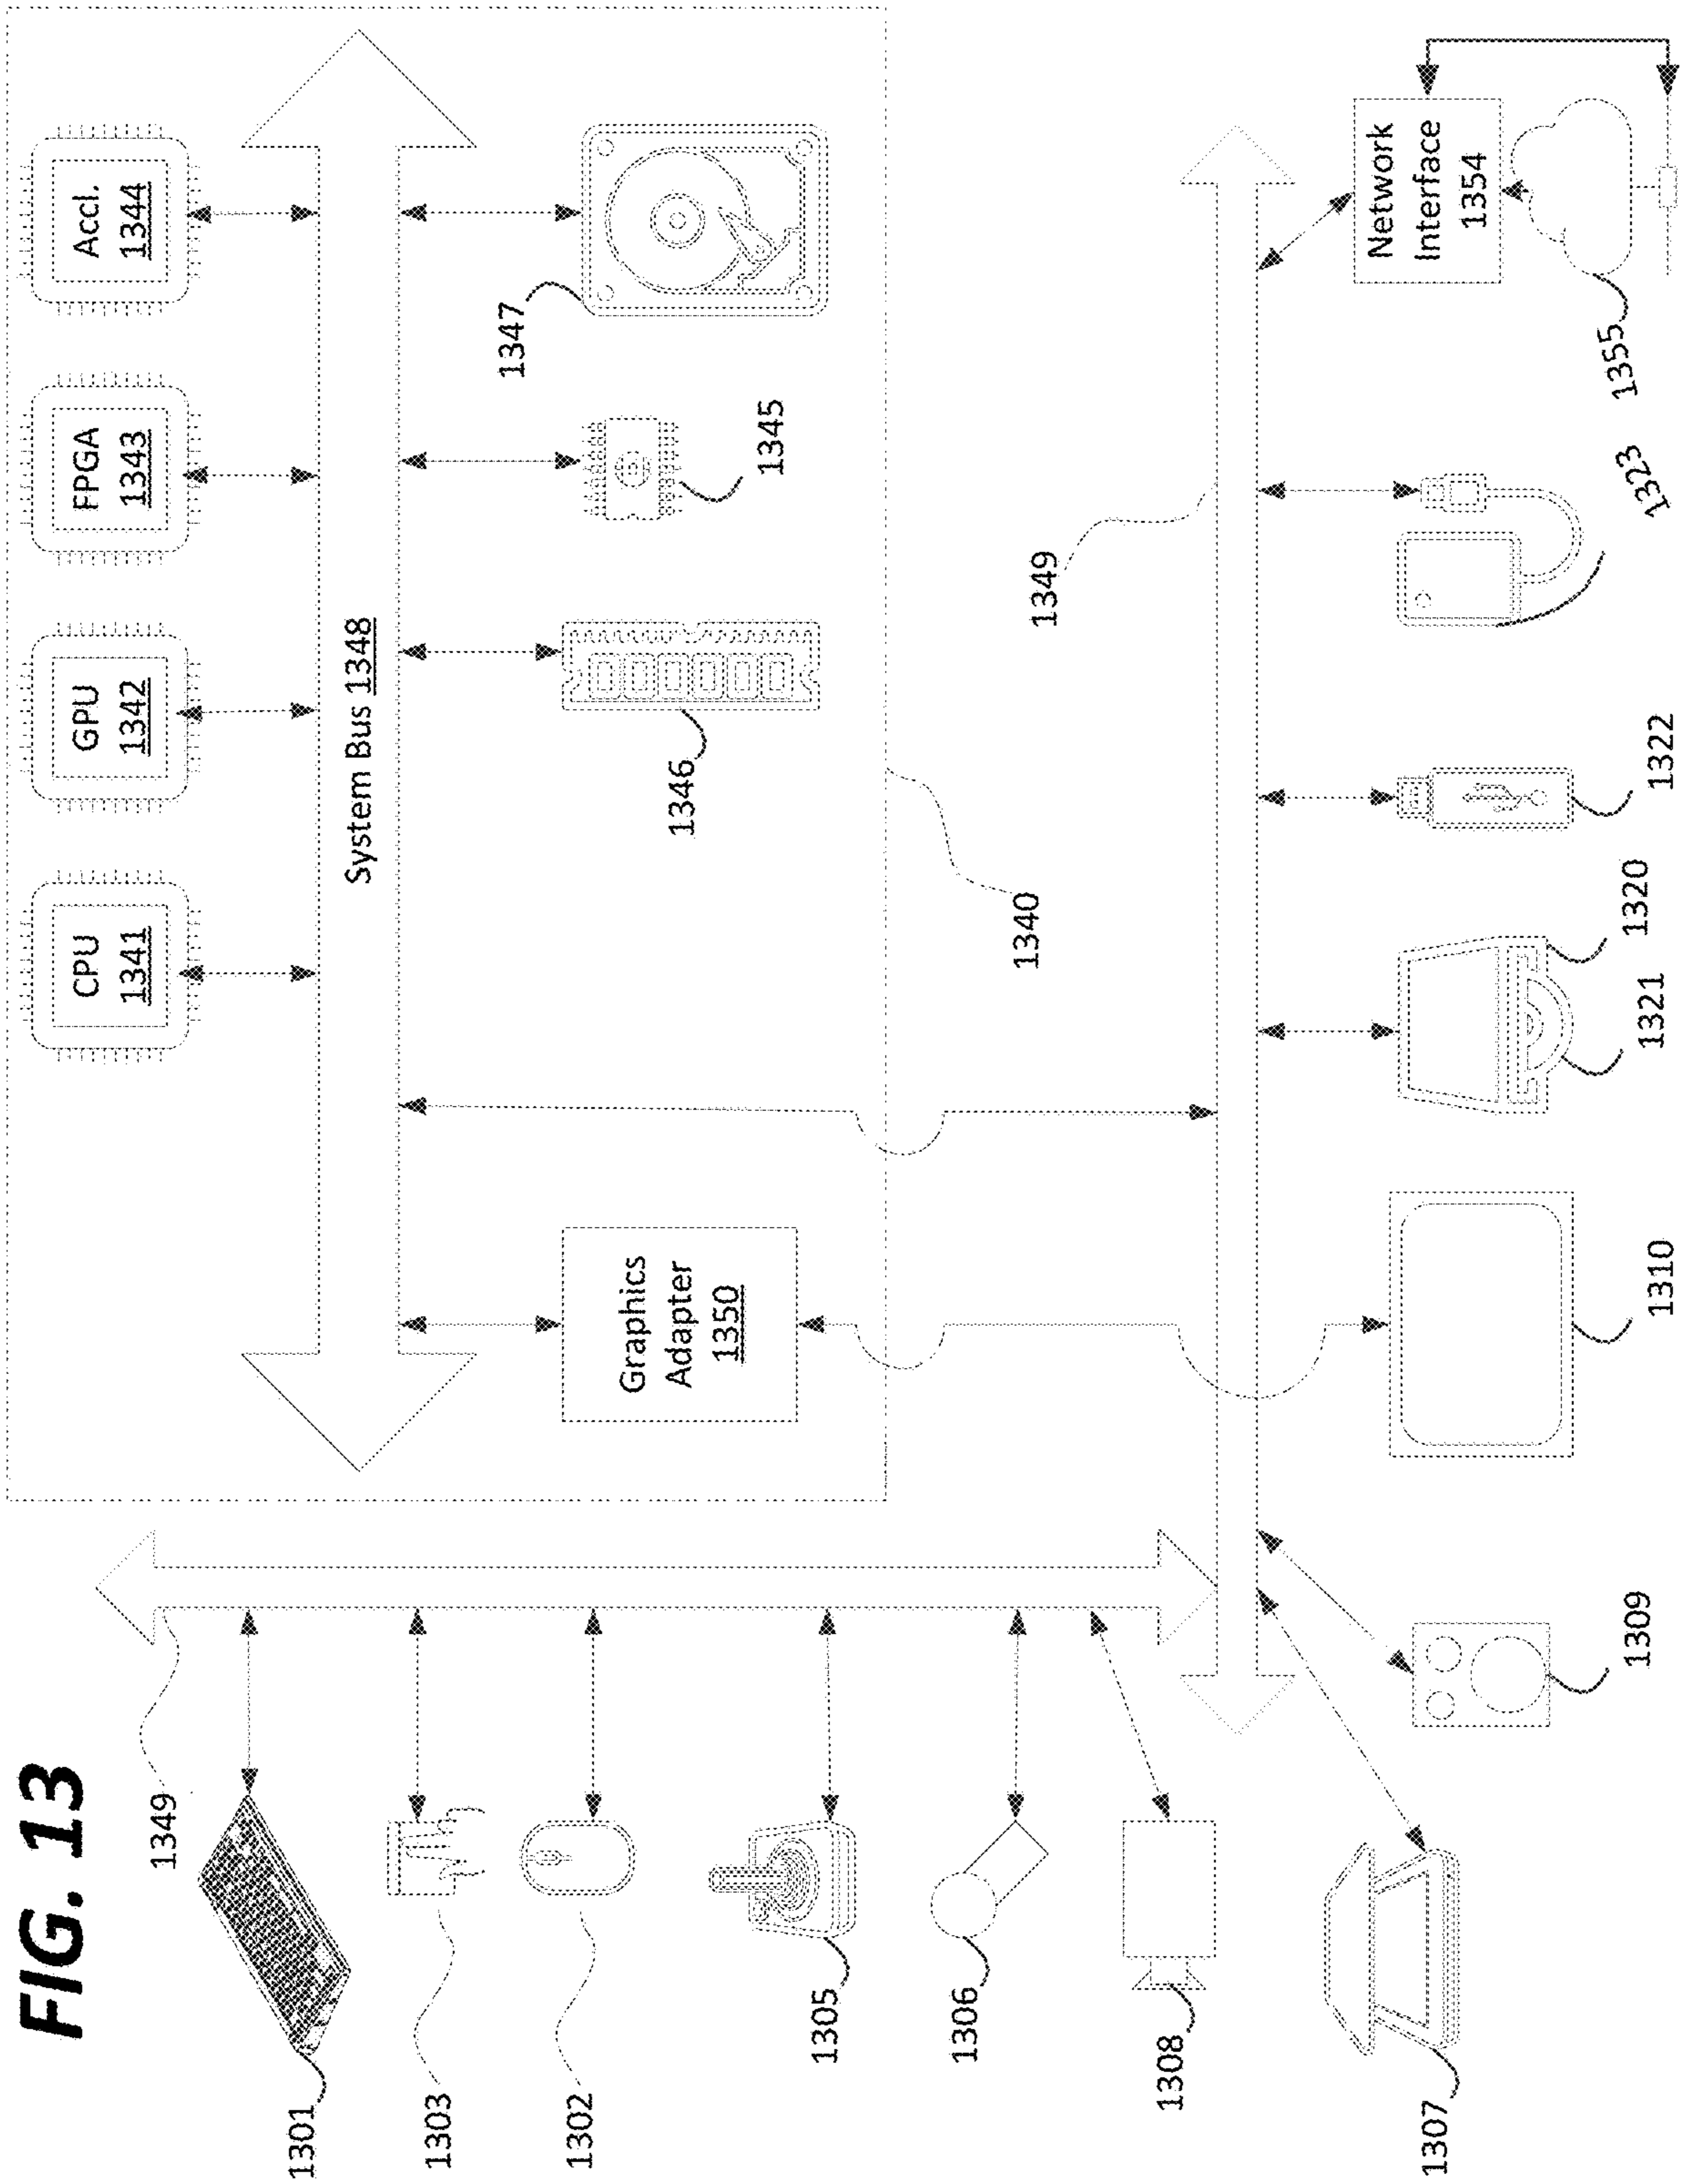 FIG. 13
1349
1301
1303
1302
1305
1306
1308
1307
1309
CPU
1341
GPU
1342
FPGA
1343
Accl.
1344
System Bus 1348
Graphics
Adapter
1350
1346
1345
1347
1340
1349
1310
1321
1320
1322
1323
Network
Interface
1354
1355